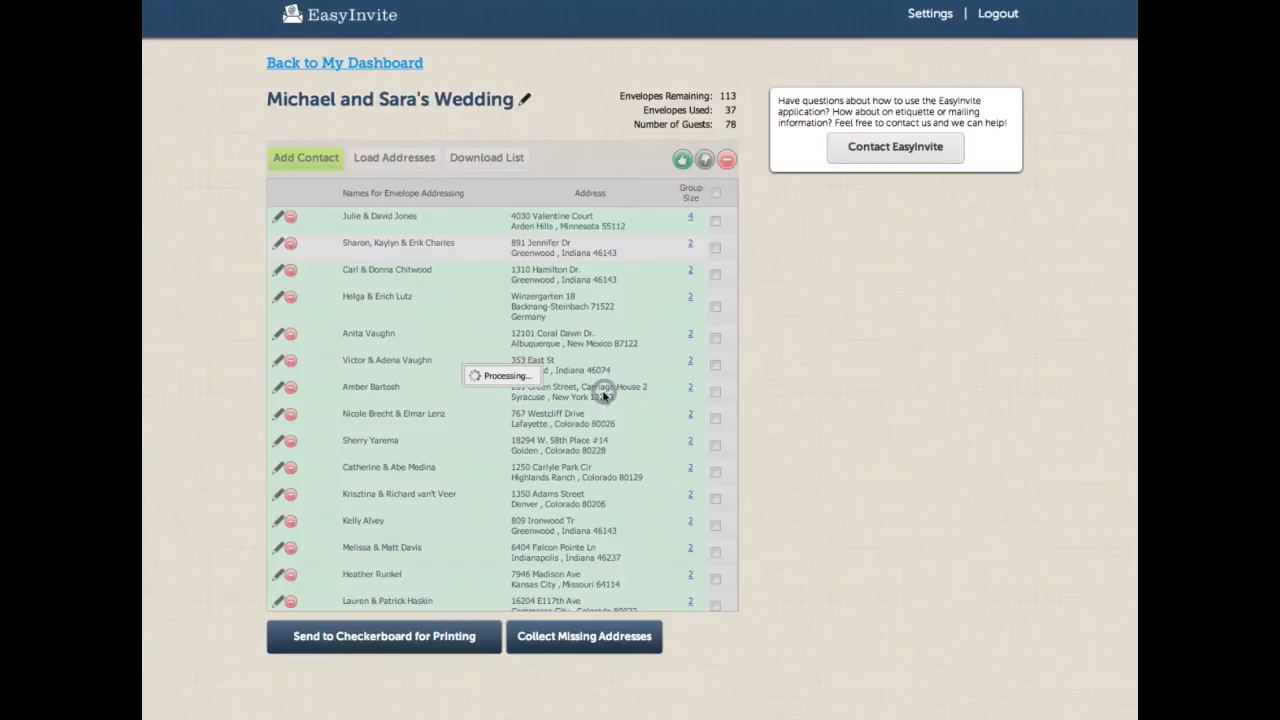 EasyInvite
Settings | Logout
Back to My Dashboard
Michael and Sara's Wedding
Envelopes Remaining: 113
Envelopes Used: 37
Number of Guests: 78
Have questions about how to use the EasyInvite
application? How about on etiquette or mailing
information? Feel free to contact us and we can help!
Contact EasyInvite
Add Contact Load Addresses Download List
Names for Envelope Addressing Address Group
Size
Julie & David Jones 4030 Valentine Court 4
Arden Hills , Minnesota 55112
Sharon, Kaylyn & Erik Charles 891 Jennifer Dr 2
Greenwood , Indiana 46143
Carl & Donna Chitwood 1310 Hamilton Dr. 2
Greenwood , Indiana 46143
Helga & Erich Lutz Winzergarten 18 2
Backnang-Steinbach 71522
Germany
Anita Vaughn 12101 Coral Dawn Dr. 2
Albuquerque , New Mexico 87122
Victor & Adena Vaughn 353 East St 2
, Indiana 46074
Processing...
Amber Bartosh Street, Carriage House 2 2
Syracuse , New York
Nicole Brecht & Elmar Lenz 767 Westcliff Drive 2
Lafayette , Colorado 80026
Sherry Yarema 18294 W. 58th Place #14 2
Golden , Colorado 80228
Catherine & Abe Medina 1250 Carlyle Park Cir 2
Highlands Ranch , Colorado 80129
Krisztina & Richard van't Veer 1350 Adams Street 2
Denver , Colorado 80206
Kelly Alvey 809 Ironwood Tr 2
Greenwood , Indiana 46143
Melissa & Matt Davis 6404 Falcon Pointe Ln 2
Indianapolis , Indiana 46237
Heather Runkel 7946 Madison Ave 2
Kansas City , Missouri 64114
Lauren & Patrick Haskin 16204 E117th Ave 2
Commerce City , Colorado
Send to Checkerboard for Printing Collect Missing Addresses